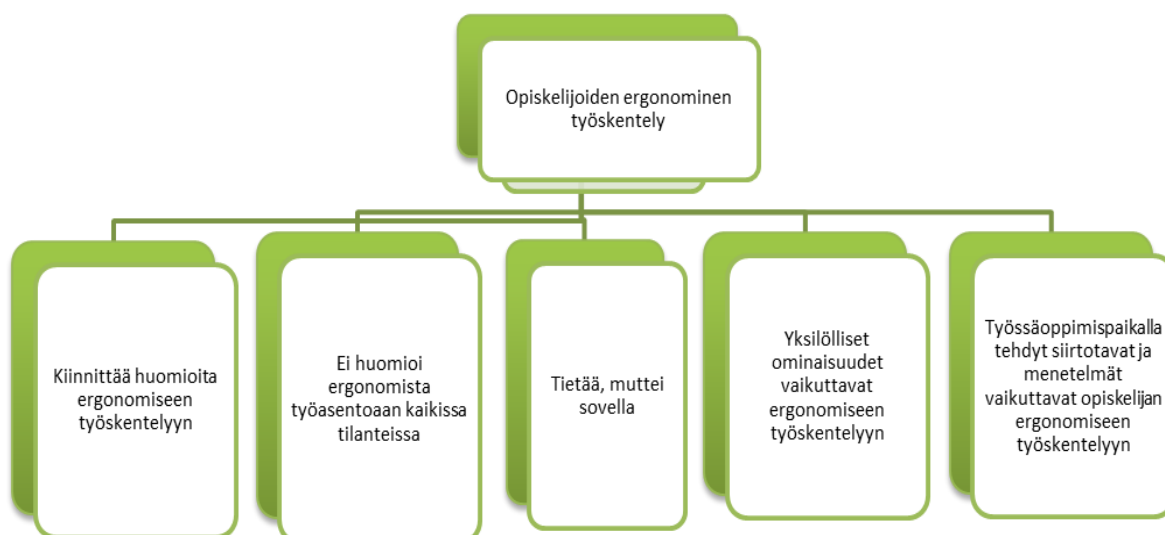 Opiskelijoiden ergonominen
työskentely
Kiinnittää huomioita
ergonomiseen
työskentelyyn
Ei huomioi
ergonomista
työasentoaan kaikissa
tilanteissa
Tietää, muttei
sovella
Yksilölliset
ominaisuudet
vaikuttavat
ergonomiseen
työskentelyyn
Työssäoppimispaikalla
tehdyt siirtotavat ja
menetelmät
vaikuttavat opiskelijan
ergonomiseen
työskentelyyn